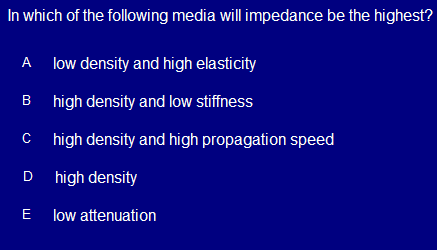 In which of the following media will impedance be the highest?
A low density and high elasticity
B high density and low stiffness
C high density and high propagation speed
D high density
E low attenuation